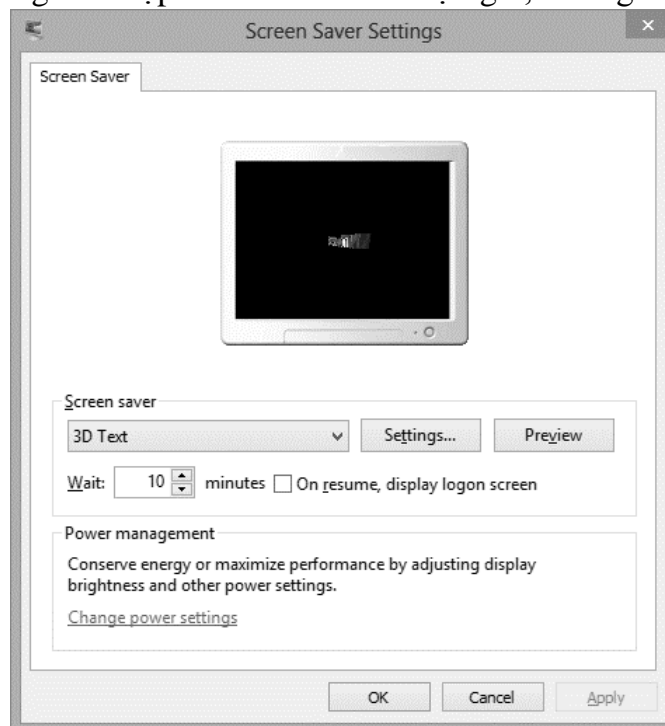 Screen Saver Settings
Screen Saver
Screen saver
3D Text
Settings...
Preview
Wait: 10 minutes On resume, display logon screen
Power management
Conserve energy or maximize performance by adjusting display
brightness and other power settings.
Change power settings
OK Cancel Apply